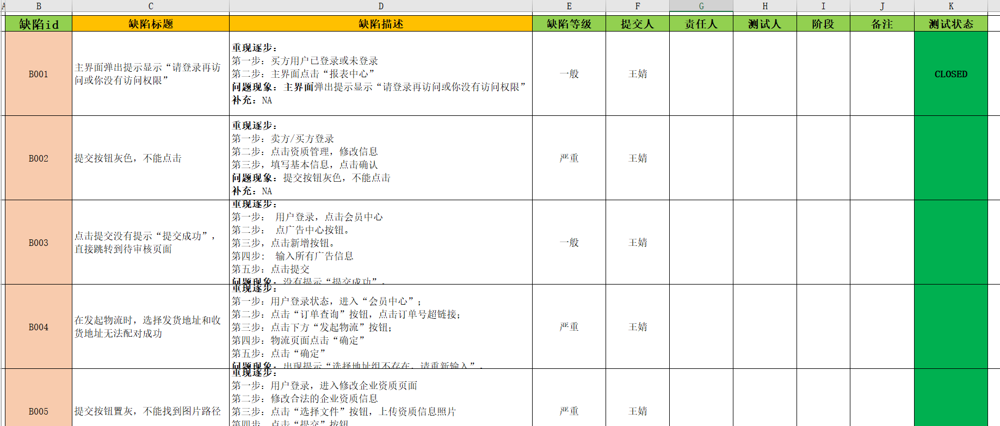 A B C D E F G H I J K
缺陷id 缺陷标题 缺陷描述 缺陷等级 提交人 责任人 测试人 阶段 备注 测试状态
B001
主界面弹出提示显示“请登录再访
问或你没有访问权限”
重现逐步：
第一步：买方用户已登录或未登录
第二步：主界面点击“报表中心”
问题现象：主界面弹出提示显示“请登录再访问或你没有访问权限”
补充：NA
一般
王婧
CLOSED
B002
提交按钮灰色，不能点击
重现逐步：
第一步：卖方/买方登录
第二步：点击资质管理，修改信息
第三步，填写基本信息，点击确认
问题现象：提交按钮灰色，不能点击
补充：NA
严重
王婧
B003
点击提交没有提示“提交成功”，
直接跳转到待审核页面
重现逐步：
第一步： 用户登录，点击会员中心
第二步： 点广告中心按钮。
第三步，点击新增按钮。
第四步： 输入所有广告信息
第五步：点击提交
问题现象：没有提示“提交成功”，
一般
王婧
B004
在发起物流时，选择发货地址和收
货地址无法配对成功
重现逐步：
第一步：用户登录状态，进入“会员中心”；
第二步：点击“订单查询”按钮，点击订单号超链接；
第三步：点击下方“发起物流”按钮；
第四步：物流页面点击“确定”
第五步：点击“确定”
问题现象：出现提示“选择地址组不存在，请重新输入”。
严重
王婧
B005
提交按钮置灰，不能找到图片路径
重现逐步：
第一步：用户登录，进入修改企业资质页面
第二步：修改合法的企业资质信息
第三步：点击“选择文件”按钮，上传资质信息照片
第四步，点击“提交”按钮
严重
王婧